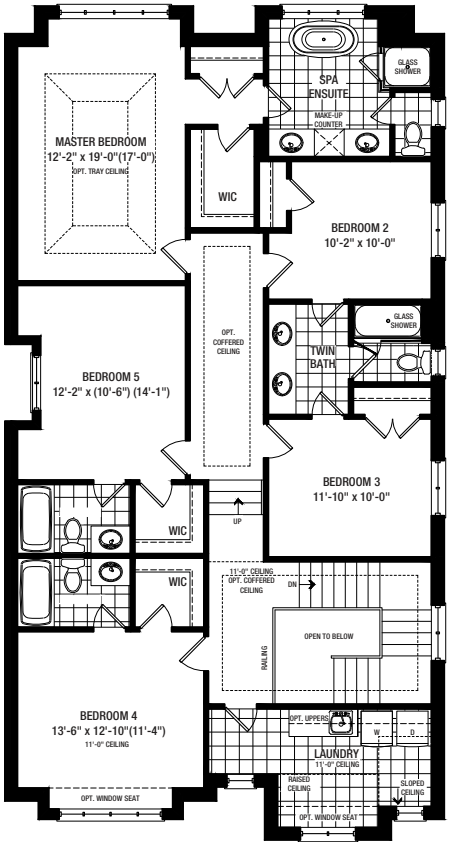 GLASS
SHOWER
SPA
ENSUITE
MAKE-UP
COUNTER
MASTER BEDROOM
12'-2" x 19'-0"(17'-0")
OPT. TRAY CEILING
WIC
BEDROOM 2
10'-2" x 10'-0"
OPT.
COFFERED
CEILING
GLASS
SHOWER
TWIN
BATH
BEDROOM 5
12'-2" x (10'-6") (14'-1")
BEDROOM 3
11'-10" x 10'-0"
WIC
UP
WIC
11'-0" CEILING
OPT. COFFERED
CEILING
DN
OPEN TO BELOW
RAILING
BEDROOM 4
13'-6" x 12'-10"(11'-4")
11'-0" CEILING
OPT. WINDOW SEAT
OPT. UPPERS
W
D
LAUNDRY
11'-0" CEILING
RAISED
CEILING
SLOPED
CEILING
OPT. WINDOW SEAT